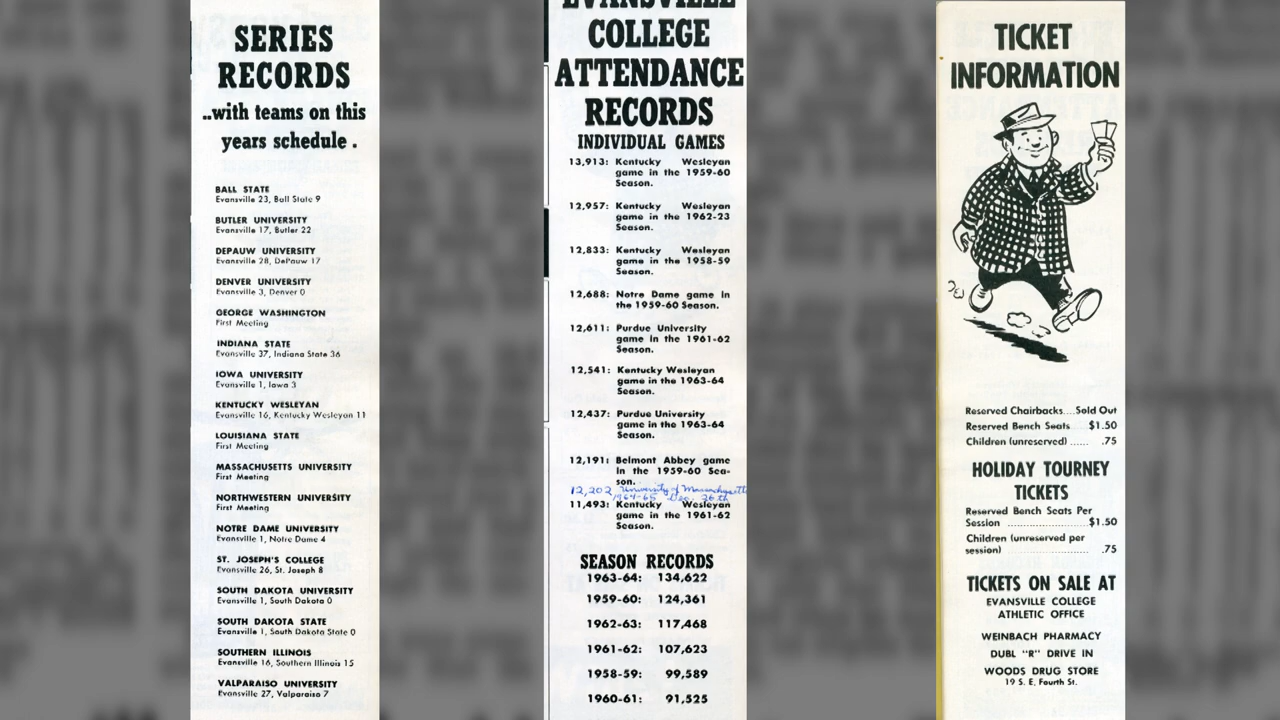 SERIES
RECORDS
..with teams on this
years schedule .
BALL STATE
Evansville 23, Ball State 9
BUTLER UNIVERSITY
Evansville 17, Butler 22
DEPAUW UNIVERSITY
Evansville 28, DePauw 17
DENVER UNIVERSITY
Evansville 3, Denver 0
GEORGE WASHINGTON
First Meeting
INDIANA STATE
Evansville 37, Indiana State 36
IOWA UNIVERSITY
Evansville 1, Iowa 3
KENTUCKY WESLEYAN
Evansville 16, Kentucky Wesleyan 11
LOUISIANA STATE
First Meeting
MASSACHUSETTS UNIVERSITY
First Meeting
NORTHWESTERN UNIVERSITY
First Meeting
NOTRE DAME UNIVERSITY
Evansville 1, Notre Dame 4
ST. JOSEPH'S COLLEGE
Evansville 26, St. Joseph 8
SOUTH DAKOTA UNIVERSITY
Evansville 1, South Dakota 0
SOUTH DAKOTA STATE
Evansville 1, South Dakota State 0
SOUTHERN ILLINOIS
Evansville 16, Southern Illinois 15
VALPARAISO UNIVERSITY
Evansville 27, Valparaiso 7
EVANSVILLE
COLLEGE
ATTENDANCE
RECORDS
INDIVIDUAL GAMES
13,913: Kentucky Wesleyan
game in the 1959-60
Season.
12,957: Kentucky Wesleyan
game in the 1962-23
Season.
12,833: Kentucky Wesleyan
game in the 1958-59
Season.
12,688: Notre Dame game in
the 1959-60 Season.
12,611: Purdue University
game in the 1961-62
Season.
12,541: Kentucky Wesleyan
game in the 1963-64
Season.
12,437: Purdue University
game in the 1963-64
Season.
12,191: Belmont Abbey game
in the 1959-60 Sea-
son.
12,202 University of Massachusetts
1964-65 Dec. 26th
11,493: Kentucky Wesleyan
game in the 1961-62
Season.
SEASON RECORDS
1963-64: 134,622
1959-60: 124,361
1962-63: 117,468
1961-62: 107,623
1958-59: 99,589
1960-61: 91,525
TICKET
INFORMATION
Reserved Chairbacks....Sold Out
Reserved Bench Seats $1.50
Children (unreserved) ...... .75
HOLIDAY TOURNEY
TICKETS
Reserved Bench Seats Per
Session ......................$1.50
Children (unreserved per
session) ...................... .75
TICKETS ON SALE AT
EVANSVILLE COLLEGE
ATHLETIC OFFICE
WEINBACH PHARMACY
DUBL "R" DRIVE IN
WOODS DRUG STORE
19 S. E. Fourth St.